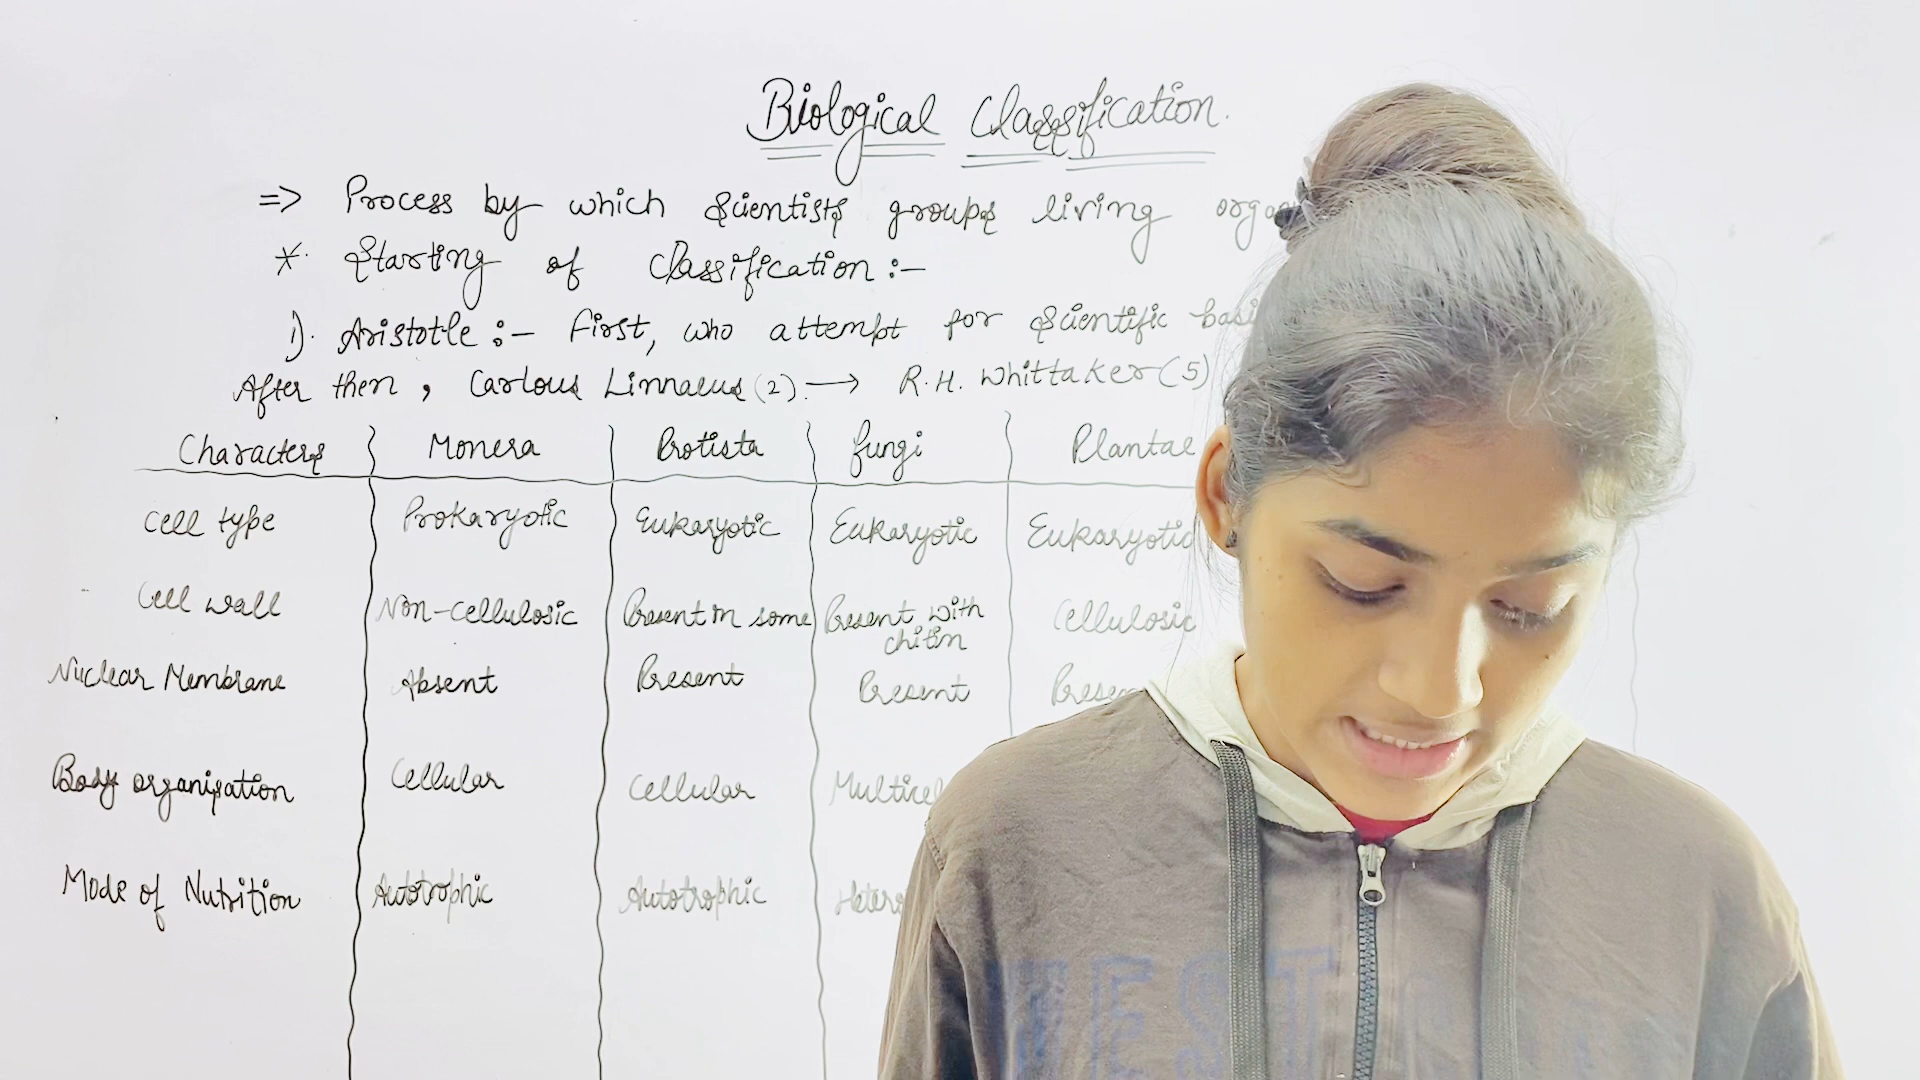 Biological Classification.
=> Process by which scientists groups living
* Starting of classification :-
1). Aristotle :- First, who attempt for scientific
After then, Carlous Linnaeus (2). → R.H. Whittaker (5)
Characters Monera Protista fungi Plantae
Cell type Prokaryotic Eukaryotic Eukaryotic Eukaryotic
Cell wall Non-cellulosic Present in some Present with chitin Cellulosic
Nuclear Membrane Absent Present Present
Body organisation Cellular Cellular
Mode of Nutrition Autotrophic Autotrophic
WEST